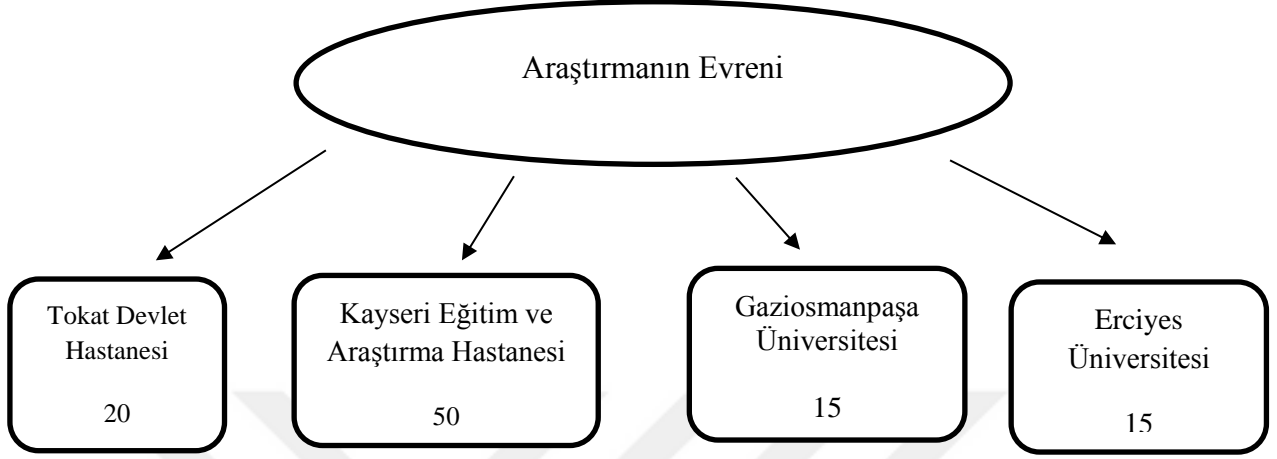 Araştırmanın Evreni
Tokat Devlet
Hastanesi
20
Kayseri Eğitim ve
Araştırma Hastanesi
50
Gaziosmanpaşa
Üniversitesi
15
Erciyes
Üniversitesi
15